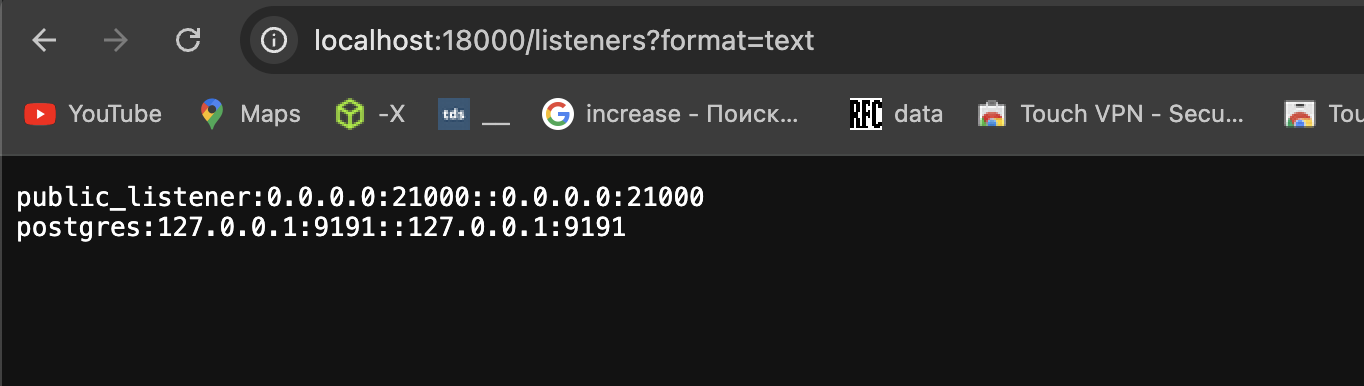 localhost:18000/listeners?format=text
YouTube Maps -X tds __ increase - Поиск... RFC data Touch VPN - Secu... Tou
public_listener:0.0.0.0:21000::0.0.0.0:21000
postgres:127.0.0.1:9191::127.0.0.1:9191